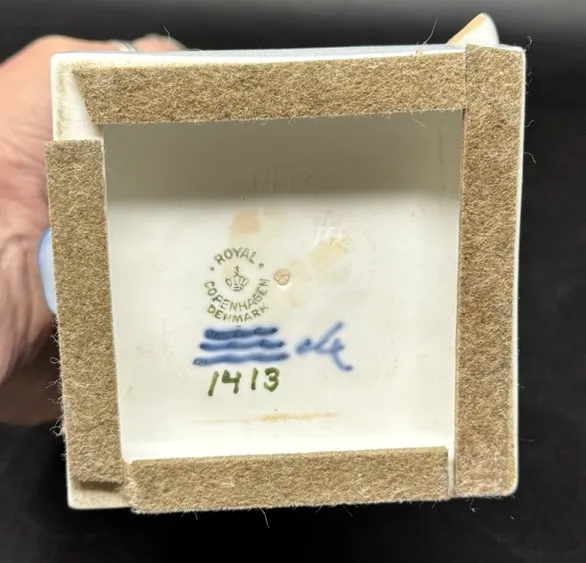 ROYAL
COPENHAGEN
DENMARK
1413